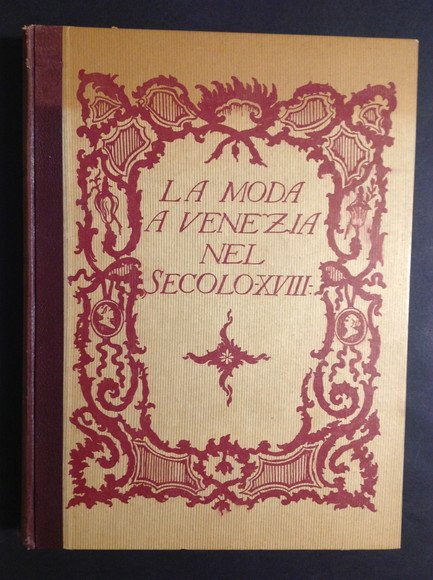 LA MODA
A VENEZIA
NEL
SECOLO XVIII.